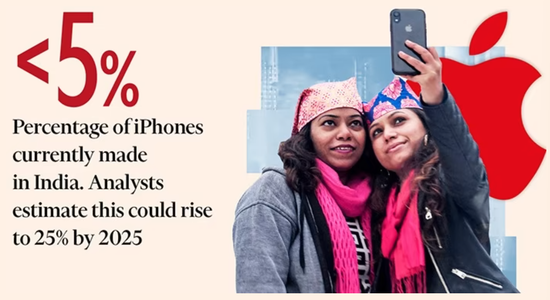 <5%
Percentage of iPhones
currently made
in India. Analysts
estimate this could rise
to 25% by 2025